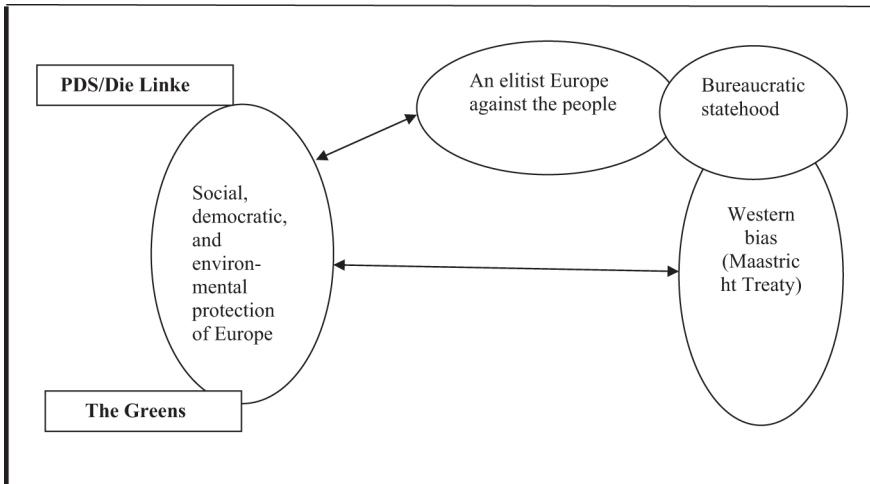 PDS/Die Linke
An elitist Europe
against the people
Bureaucratic
statehood
Social,
democratic,
and
environ-
mental
protection
of Europe
Western
bias
(Maastric
ht Treaty)
The Greens